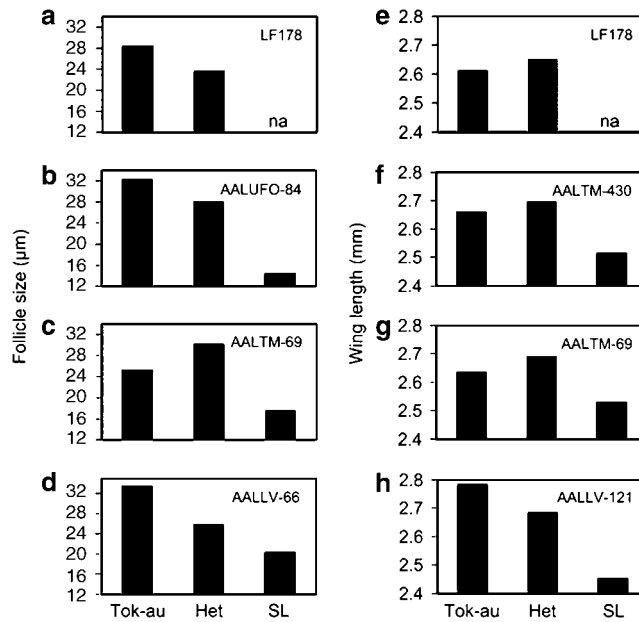 a
LF178
32
28
24
20
16
12
na
b
AALUFO-84
32
28
24
20
16
12
c
AALTM-69
32
28
24
20
16
12
d
AALLV-66
32
28
24
20
16
12
Tok-au Het SL
Follicle size (µm)
e
LF178
2.8
2.7
2.6
2.5
2.4
na
f
AALTM-430
2.8
2.7
2.6
2.5
2.4
g
AALTM-69
2.8
2.7
2.6
2.5
2.4
h
AALLV-121
2.8
2.7
2.6
2.5
2.4
Tok-au Het SL
Wing length (mm)